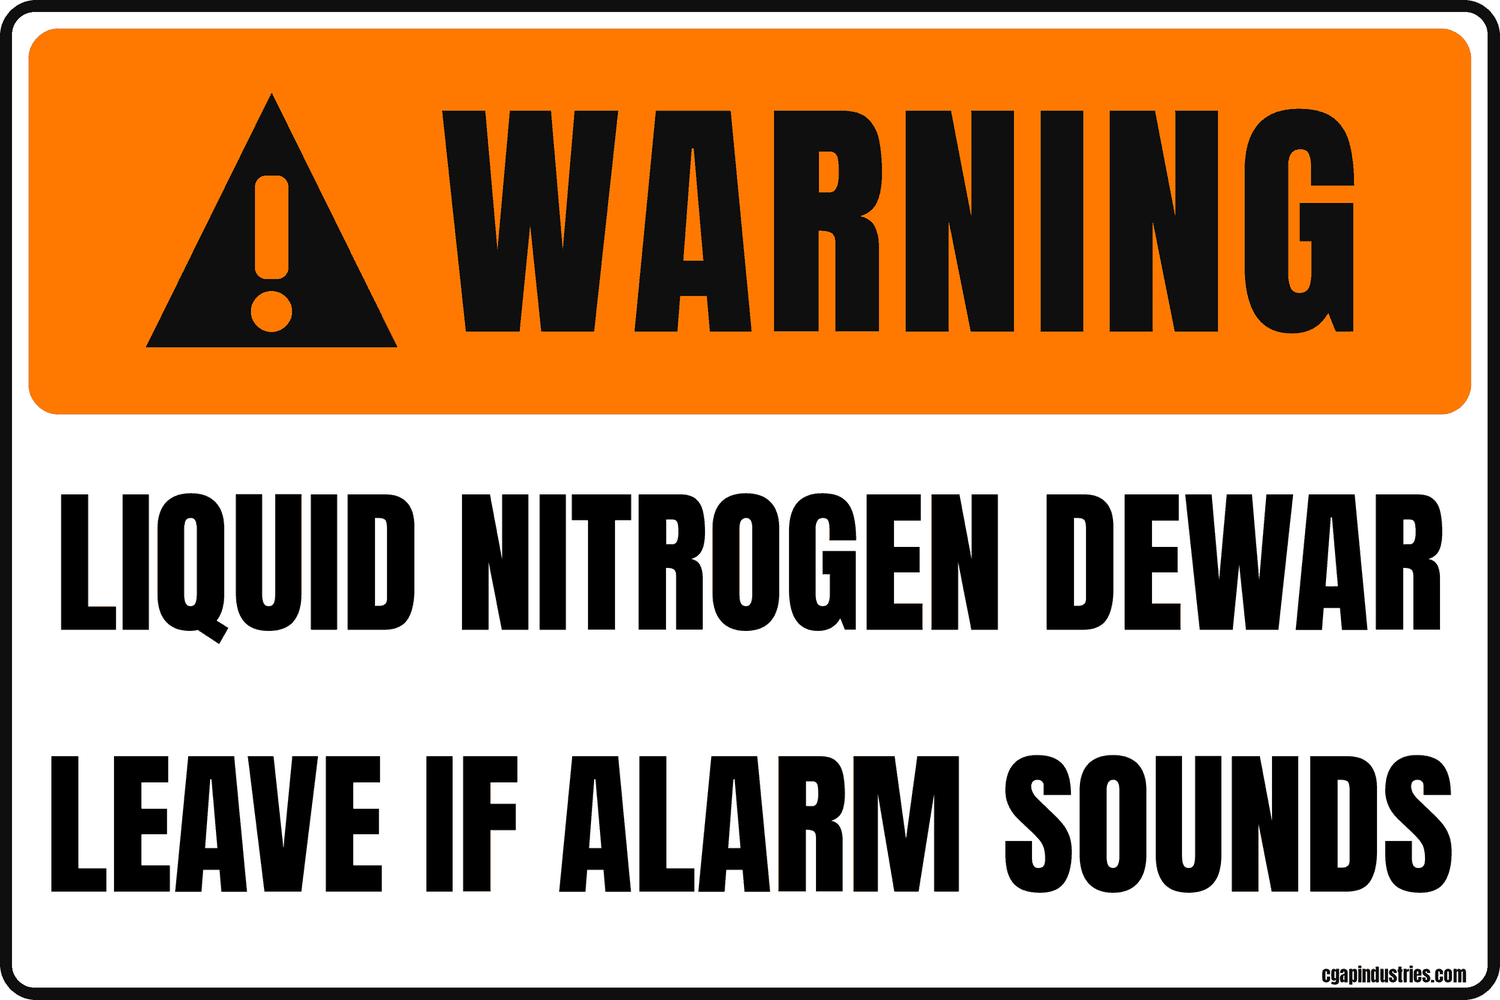 WARNING
LIQUID NITROGEN DEWAR
LEAVE IF ALARM SOUNDS
cgapindustries.com